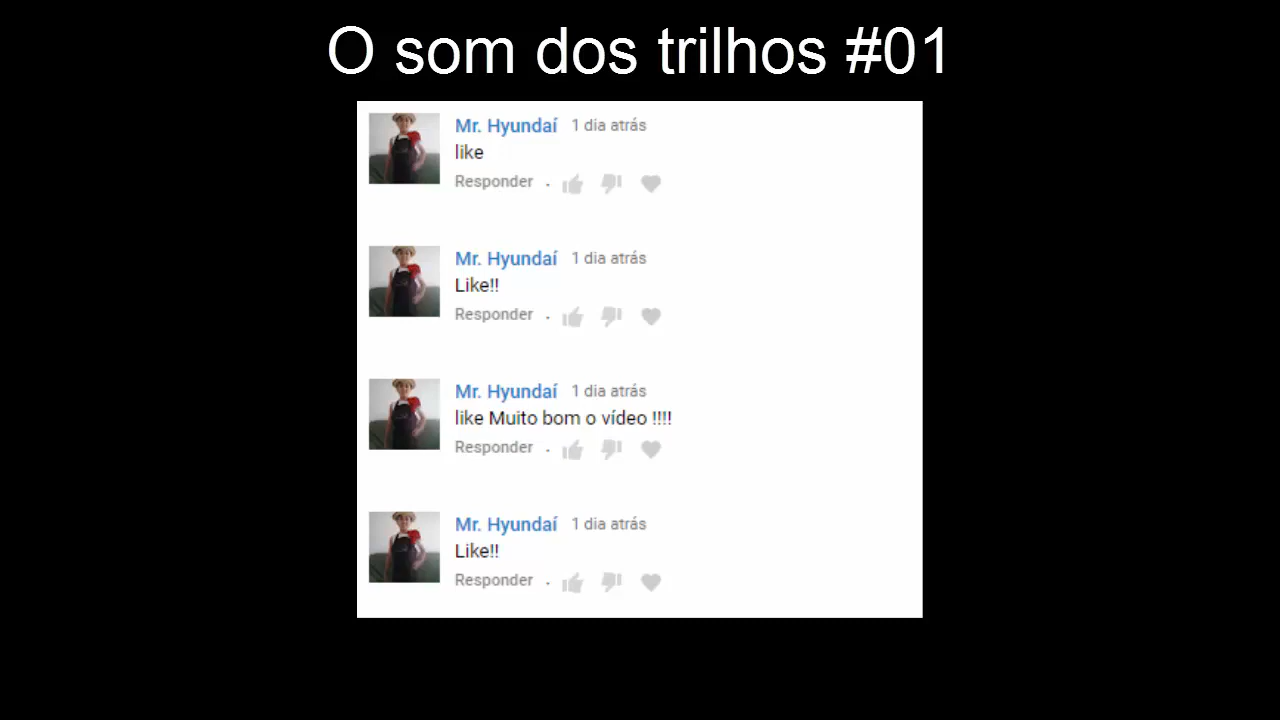 O som dos trilhos #01
Mr. Hyundaí 1 dia atrás
like
Responder .
Mr. Hyundaí 1 dia atrás
Like!!
Responder .
Mr. Hyundaí 1 dia atrás
like Muito bom o vídeo !!!!
Responder .
Mr. Hyundaí 1 dia atrás
Like!!
Responder .